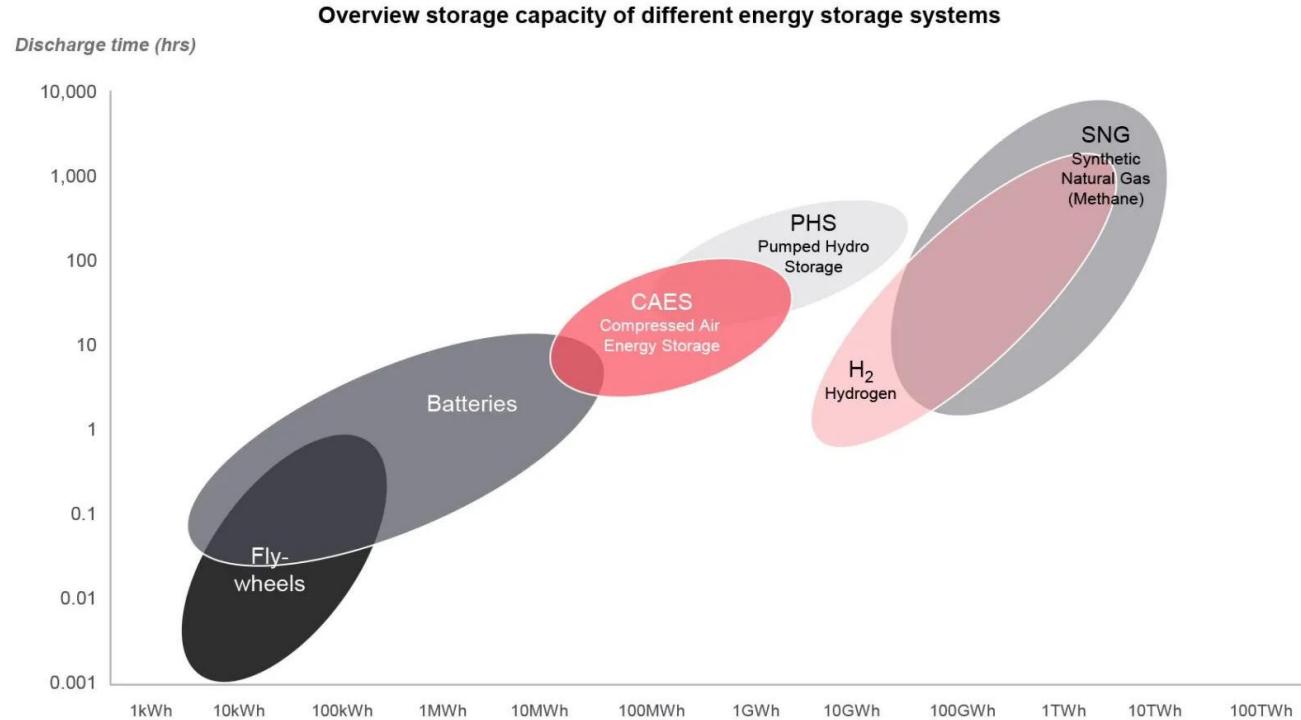 Overview storage capacity of different energy storage systems
Discharge time (hrs)
10,000
1,000
100
10
1
0.1
0.01
0.001
SNG
Synthetic
Natural Gas
(Methane)
PHS
Pumped Hydro
Storage
CAES
Compressed Air
Energy Storage
H₂
Hydrogen
Batteries
Fly-
wheels
1kWh 10kWh 100kWh 1MWh 10MWh 100MWh 1GWh 10GWh 100GWh 1TWh 10TWh 100TWh